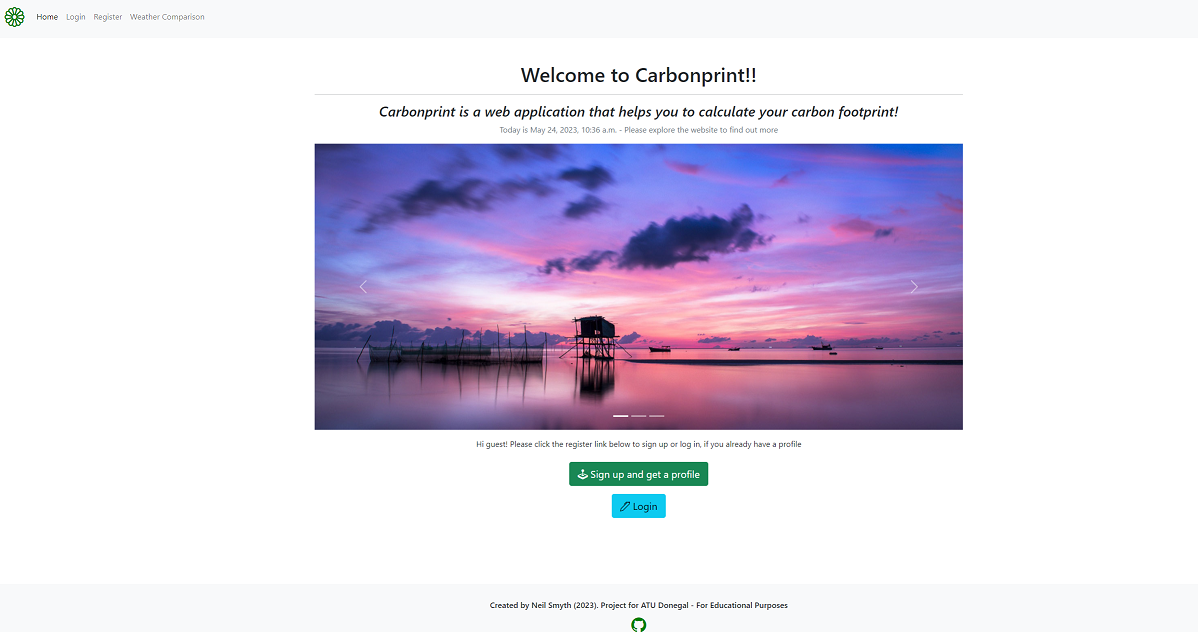 Home Login Register Weather Comparison
Welcome to Carbonprint!!
Carbonprint is a web application that helps you to calculate your carbon footprint!
Today is May 24, 2023, 10:36 a.m. - Please explore the website to find out more
Hi guest! Please click the register link below to sign up or log in, if you already have a profile
Sign up and get a profile
Login
Created by Neil Smyth (2023). Project for ATU Donegal - For Educational Purposes